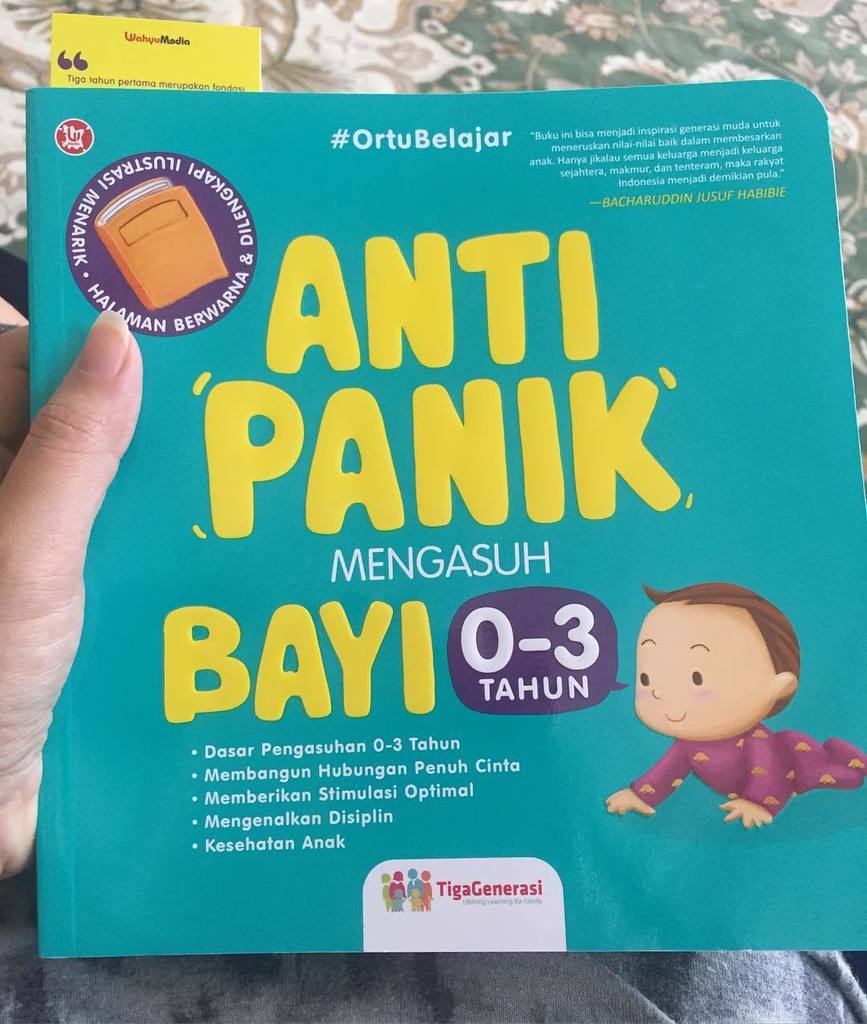 WahyuMedia
“
Tiga tahun pertama merupakan fondasi
#OrtuBelajar
"Buku ini bisa menjadi inspirasi generasi muda untuk
meneruskan nilai-nilai baik dalam membesarkan
anak. Hanya jikalau semua keluarga menjadi keluarga
sejahtera, makmur, dan tenteram, maka rakyat
Indonesia menjadi demikian pula."
—BACHARUDDIN JUSUF HABIBIE
HALAMAN BERWARNA & DILENGKAPI ILUSTRASI MENARIK •
ANTI
PANIK
MENGASUH
BAYI 0-3
TAHUN
• Dasar Pengasuhan 0-3 Tahun
• Membangun Hubungan Penuh Cinta
• Memberikan Stimulasi Optimal
• Mengenalkan Disiplin
• Kesehatan Anak
TigaGenerasi
Lifelong Learning for Family